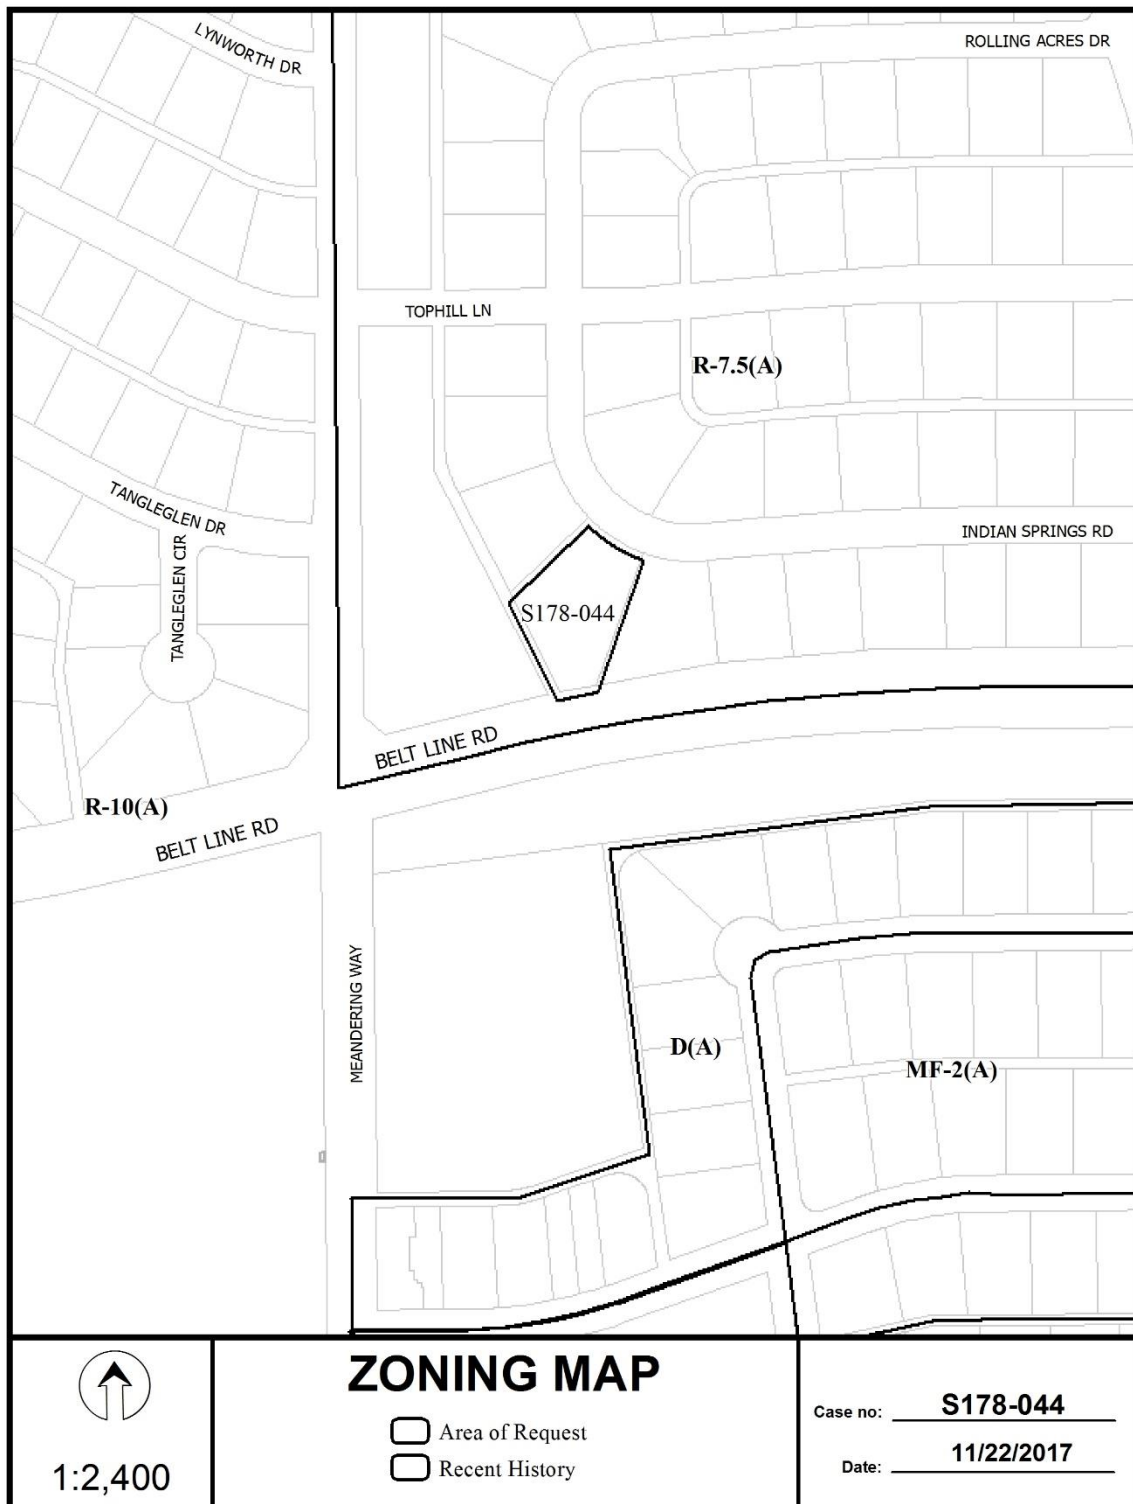 LYNWORTH DR
ROLLING ACRES DR
TOPHILL LN
R-7.5(A)
TANGLEGLEN DR
INDIAN SPRINGS RD
TANGLEGLEN CIR
S178-044
BELT LINE RD
R-10(A)
BELT LINE RD
MEANDERING WAY
D(A)
MF-2(A)
1:2,400
ZONING MAP
Area of Request
Recent History
Case no: S178-044
Date: 11/22/2017